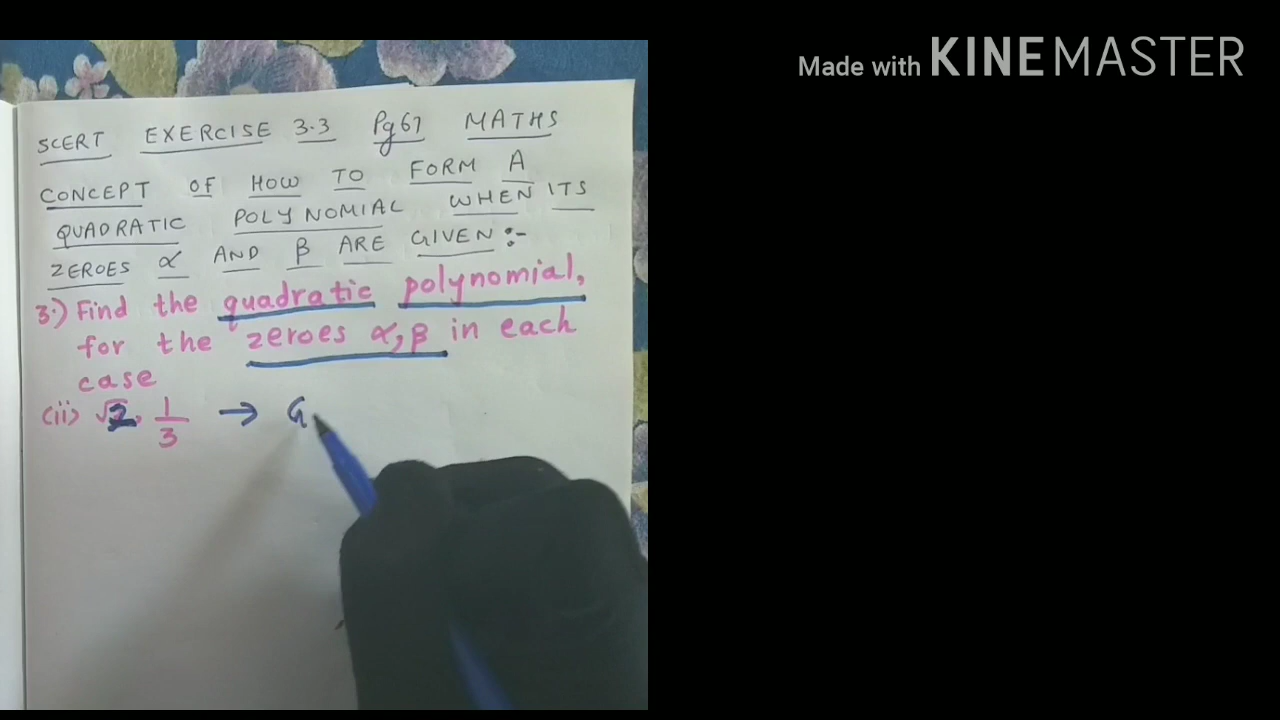 Made with KINEMASTER
SCERT EXERCISE 3.3 Pg67 MATHS
CONCEPT OF HOW TO FORM A
QUADRATIC POLYNOMIAL WHEN ITS
ZEROES α AND β ARE GIVEN :-
3.) Find the quadratic polynomial,
for the zeroes α, β in each
case
(ii) √2, 1/3 → G